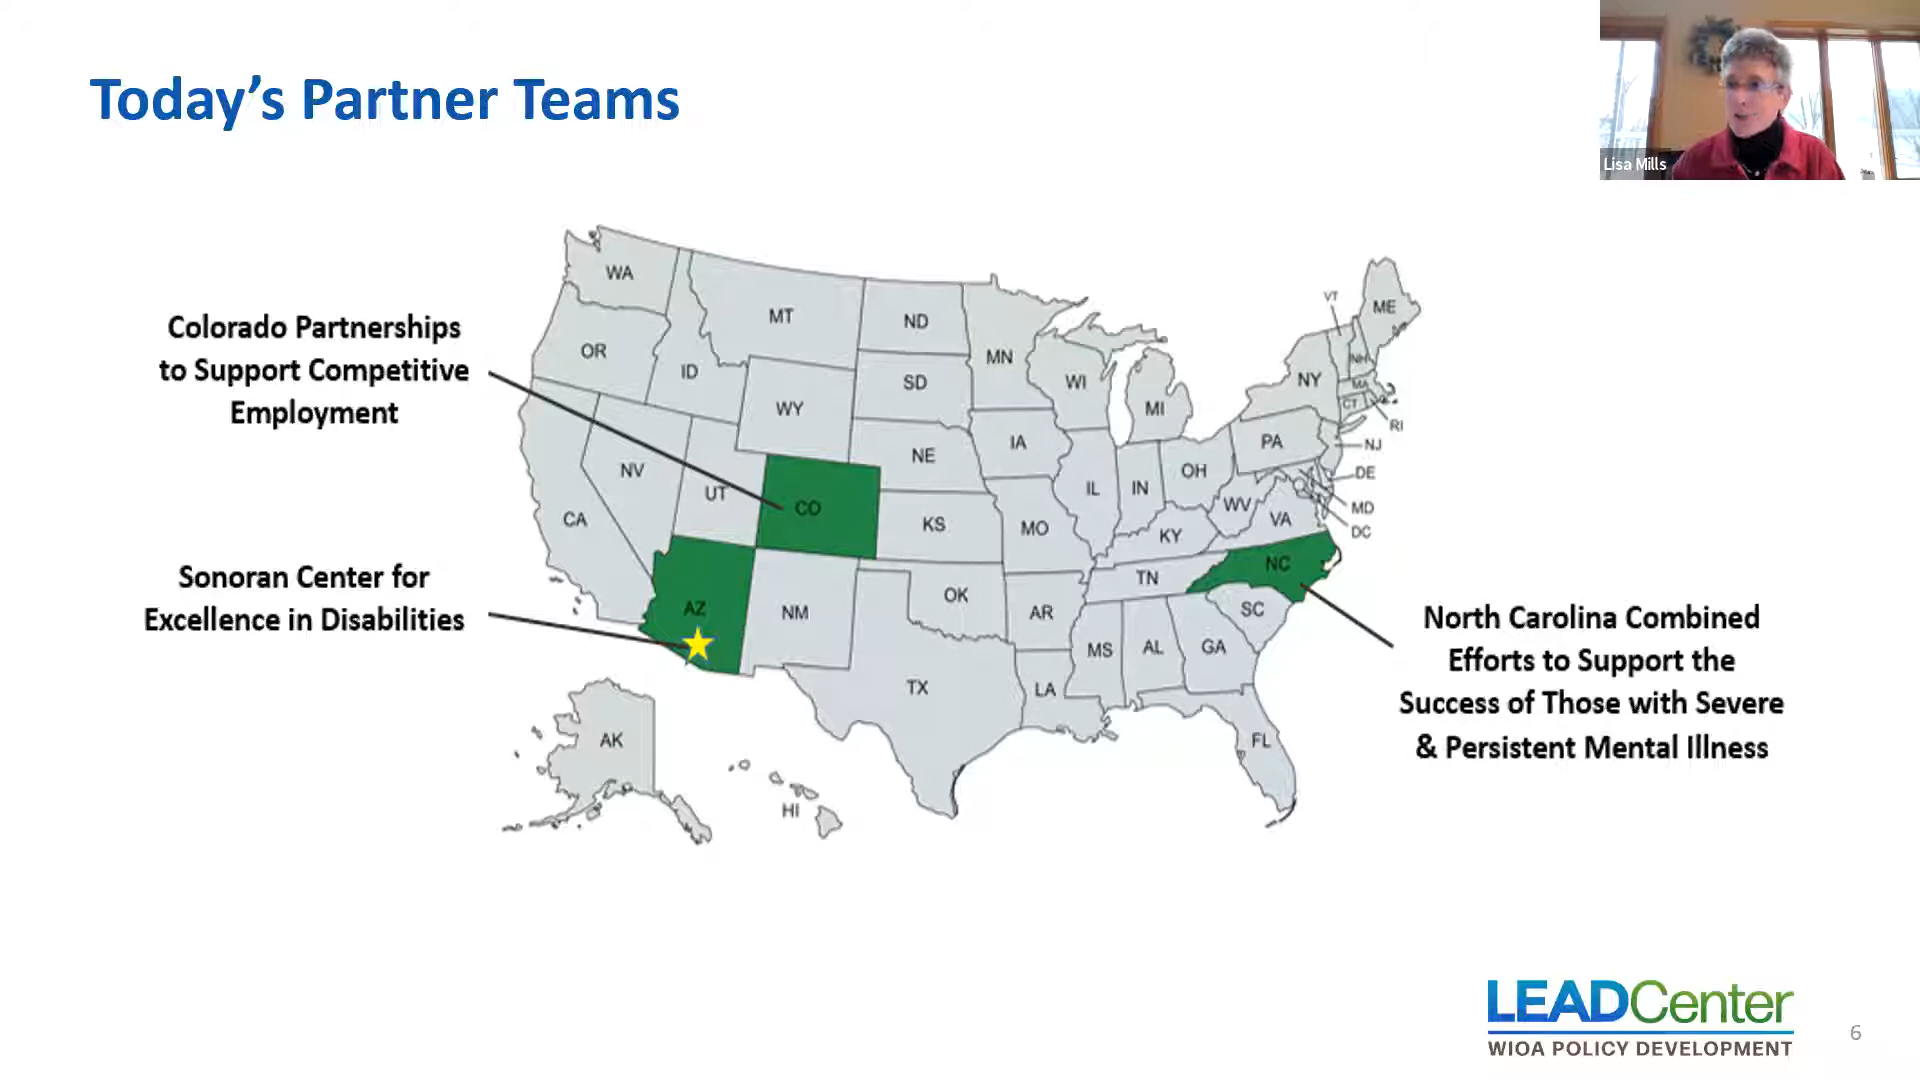 Today's Partner Teams
Lisa Mills
Colorado Partnerships
to Support Competitive
Employment
Sonoran Center for
Excellence in Disabilities
North Carolina Combined
Efforts to Support the
Success of Those with Severe
& Persistent Mental Illness
WA
OR
CA
NV
ID
MT
WY
UT
CO
AZ
NM
ND
SD
NE
KS
OK
TX
MN
IA
MO
AR
LA
WI
IL
MI
IN
OH
KY
TN
MS
AL
GA
FL
SC
NC
VA
WV
PA
NY
VT
NH
ME
MA
CT
RI
NJ
DE
MD
DC
AK
HI
LEADCenter
WIOA POLICY DEVELOPMENT
6